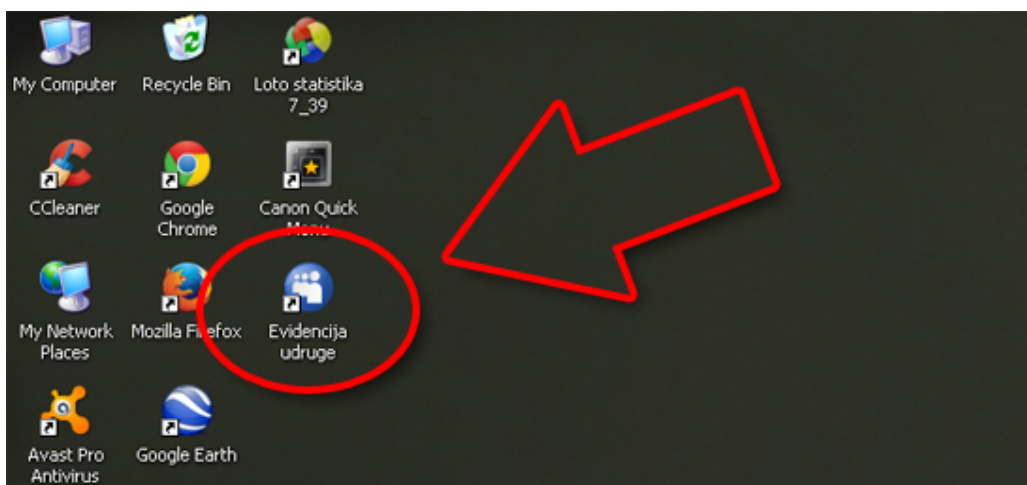 My Computer
Recycle Bin
Loto statistika
7_39
CCleaner
Google
Chrome
Canon Quick
Menu
My Network
Places
Mozilla Firefox
Evidencija
udruge
Avast Pro
Antivirus
Google Earth